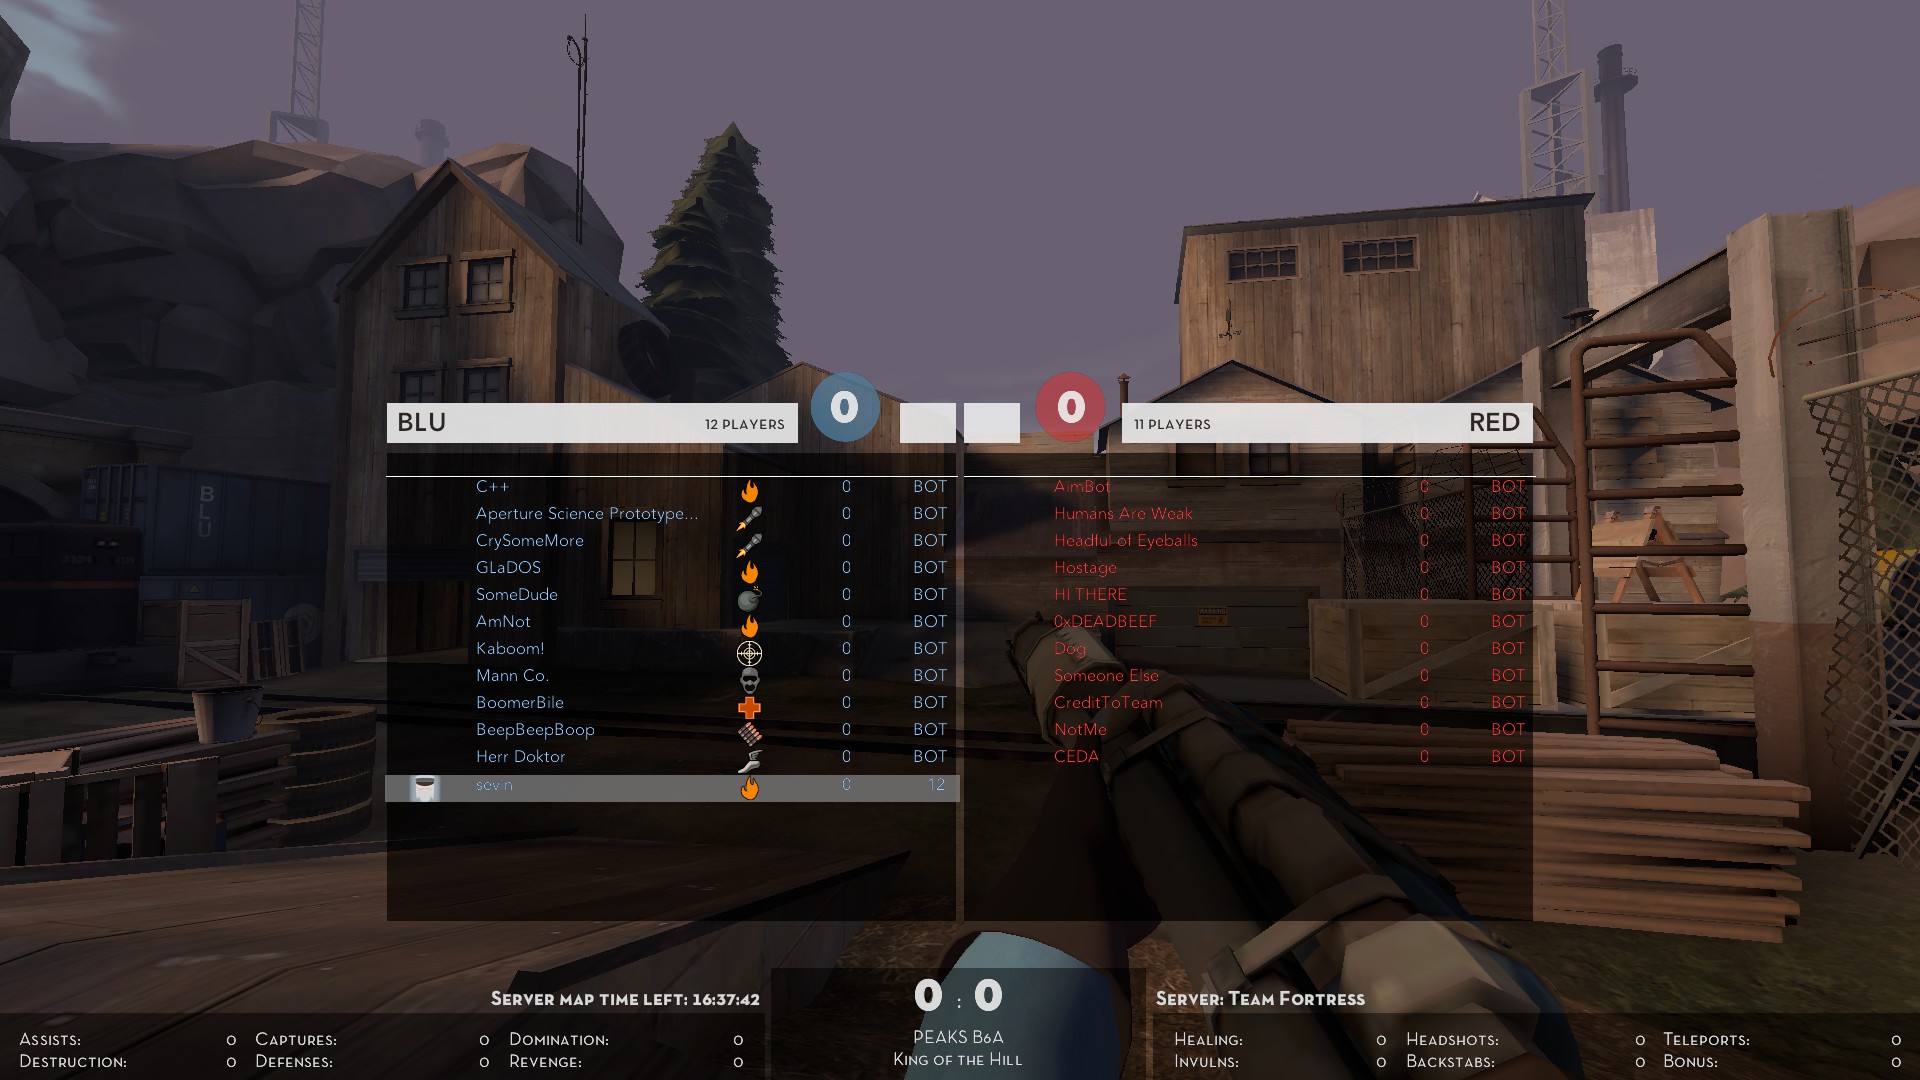 BLU 12 PLAYERS 0
0 11 PLAYERS RED
C++ 0 BOT
Aperture Science Prototype... 0 BOT
CrySomeMore 0 BOT
GLaDOS 0 BOT
SomeDude 0 BOT
AmNot 0 BOT
Kaboom! 0 BOT
Mann Co. 0 BOT
BoomerBile 0 BOT
BeepBeepBoop 0 BOT
Herr Doktor 0 BOT
sevin 0 12
AimBot 0 BOT
Humans Are Weak 0 BOT
Headful of Eyeballs 0 BOT
Hostage 0 BOT
HI THERE 0 BOT
0xDEADBEEF 0 BOT
Dog 0 BOT
Someone Else 0 BOT
CreditToTeam 0 BOT
NotMe 0 BOT
CEDA 0 BOT
BLU
SERVER MAP TIME LEFT: 16:37:42
0 : 0
SERVER: TEAM FORTRESS
PEAKS B6A
KING OF THE HILL
ASSISTS: 0 CAPTURES: 0 DOMINATION: 0
DESTRUCTION: 0 DEFENSES: 0 REVENGE: 0
HEALING: 0 HEADSHOTS: 0 TELEPORTS: 0
INVULNS: 0 BACKSTABS: 0 BONUS: 0